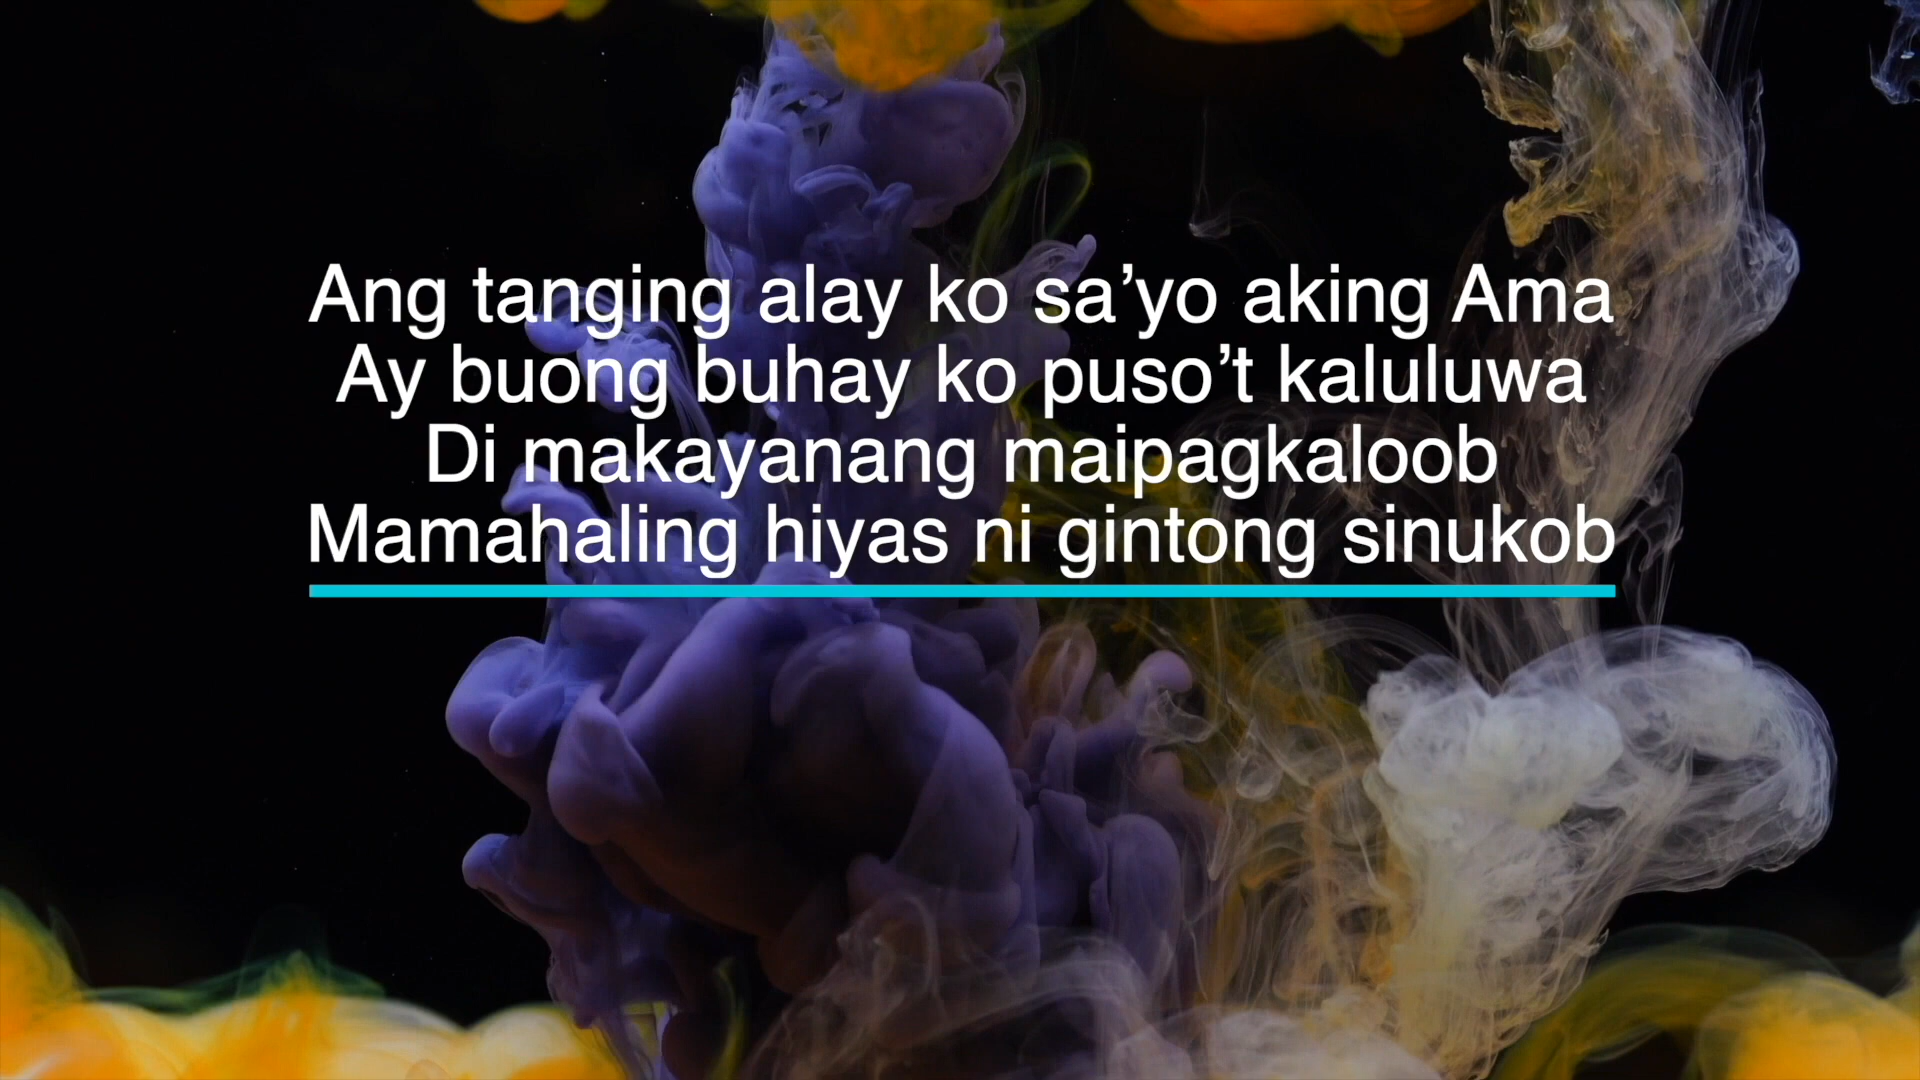 Ang tanging alay ko sa’yo aking Ama
Ay buong buhay ko puso’t kaluluwa
Di makayanang maipagkaloob
Mamahaling hiyas ni gintong sinukob